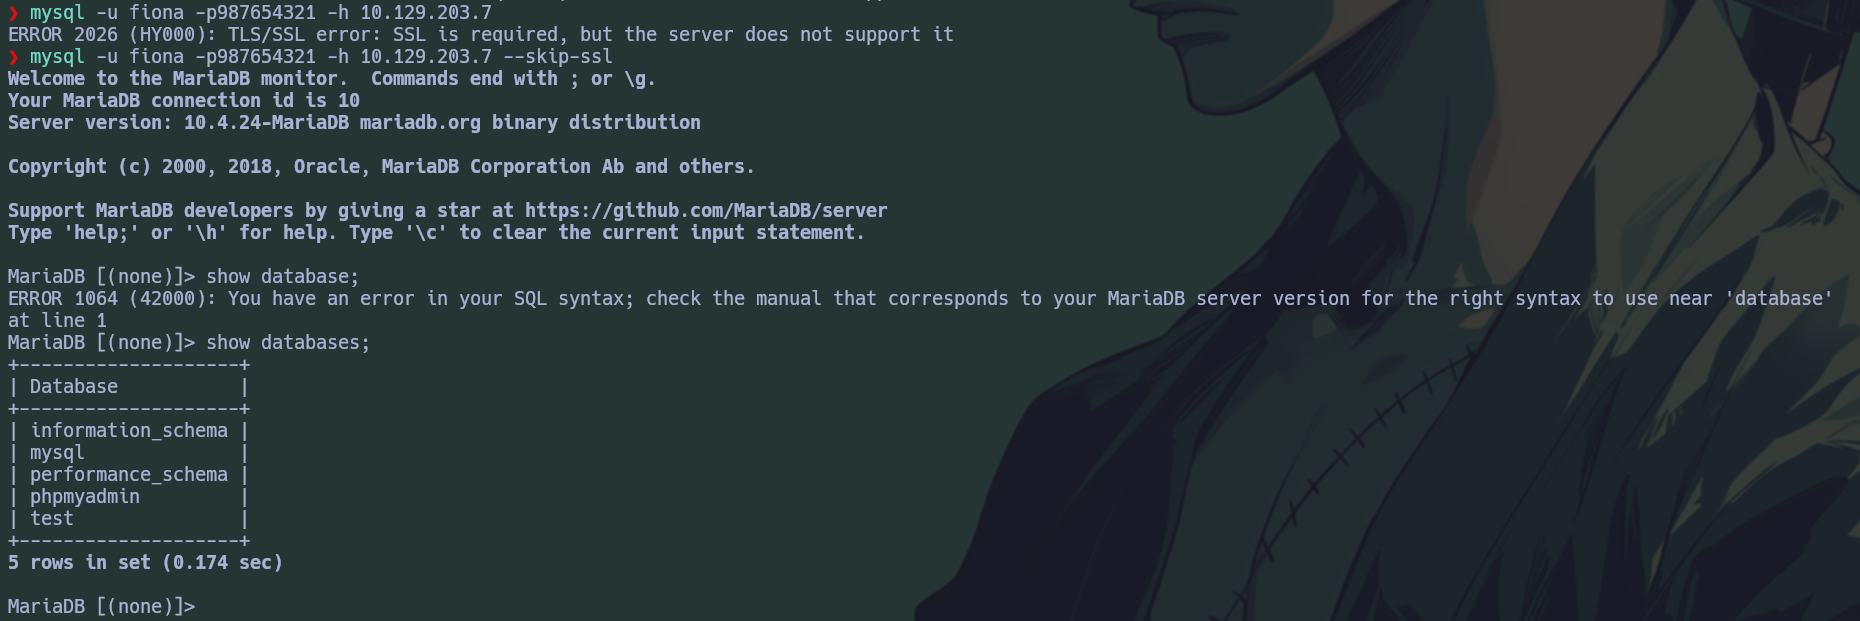 ❯ mysql -u fiona -p987654321 -h 10.129.203.7
ERROR 2026 (HY000): TLS/SSL error: SSL is required, but the server does not support it
❯ mysql -u fiona -p987654321 -h 10.129.203.7 --skip-ssl
Welcome to the MariaDB monitor.  Commands end with ; or \g.
Your MariaDB connection id is 10
Server version: 10.4.24-MariaDB mariadb.org binary distribution

Copyright (c) 2000, 2018, Oracle, MariaDB Corporation Ab and others.

Support MariaDB developers by giving a star at https://github.com/MariaDB/server
Type 'help;' or '\h' for help. Type '\c' to clear the current input statement.

MariaDB [(none)]> show database;
ERROR 1064 (42000): You have an error in your SQL syntax; check the manual that corresponds to your MariaDB server version for the right syntax to use near 'database'
at line 1
MariaDB [(none)]> show databases;
+--------------------+
| Database           |
+--------------------+
| information_schema |
| mysql              |
| performance_schema |
| phpmyadmin         |
| test               |
+--------------------+
5 rows in set (0.174 sec)

MariaDB [(none)]>